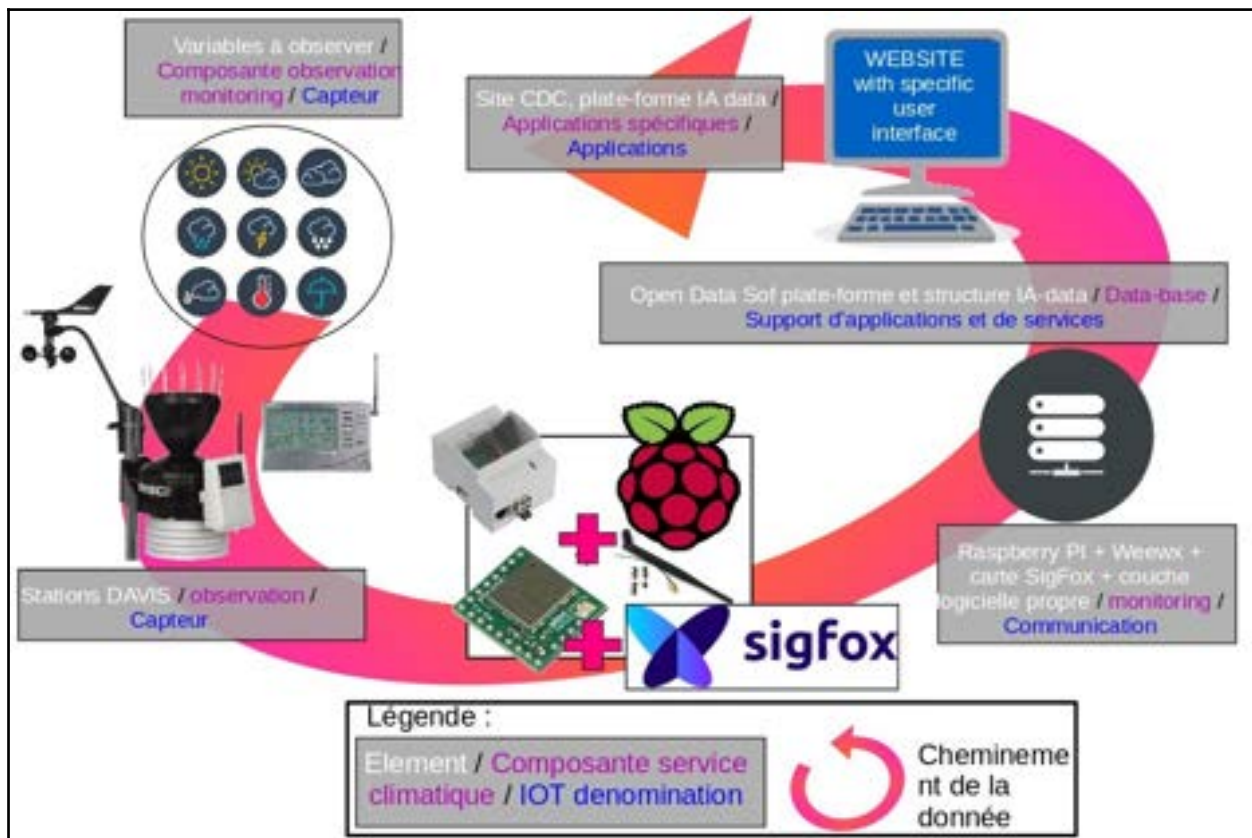 Variables à observer /
Composante observation
monitoring / Capteur
Site CDC, plate-forme IA data /
Applications spécifiques /
Applications
WEBSITE
with specific
user
interface
Open Data Sof plate-forme et structure IA-data / Data-base /
Support d'applications et de services
Stations DAVIS / observation /
Capteur
Raspberry PI + Weewx +
carte SigFox + couche
logicielle propre / monitoring /
Communication
sigfox
Légende :
Element / Composante service
climatique / IOT denomination
Chemineme
nt de la
donnée